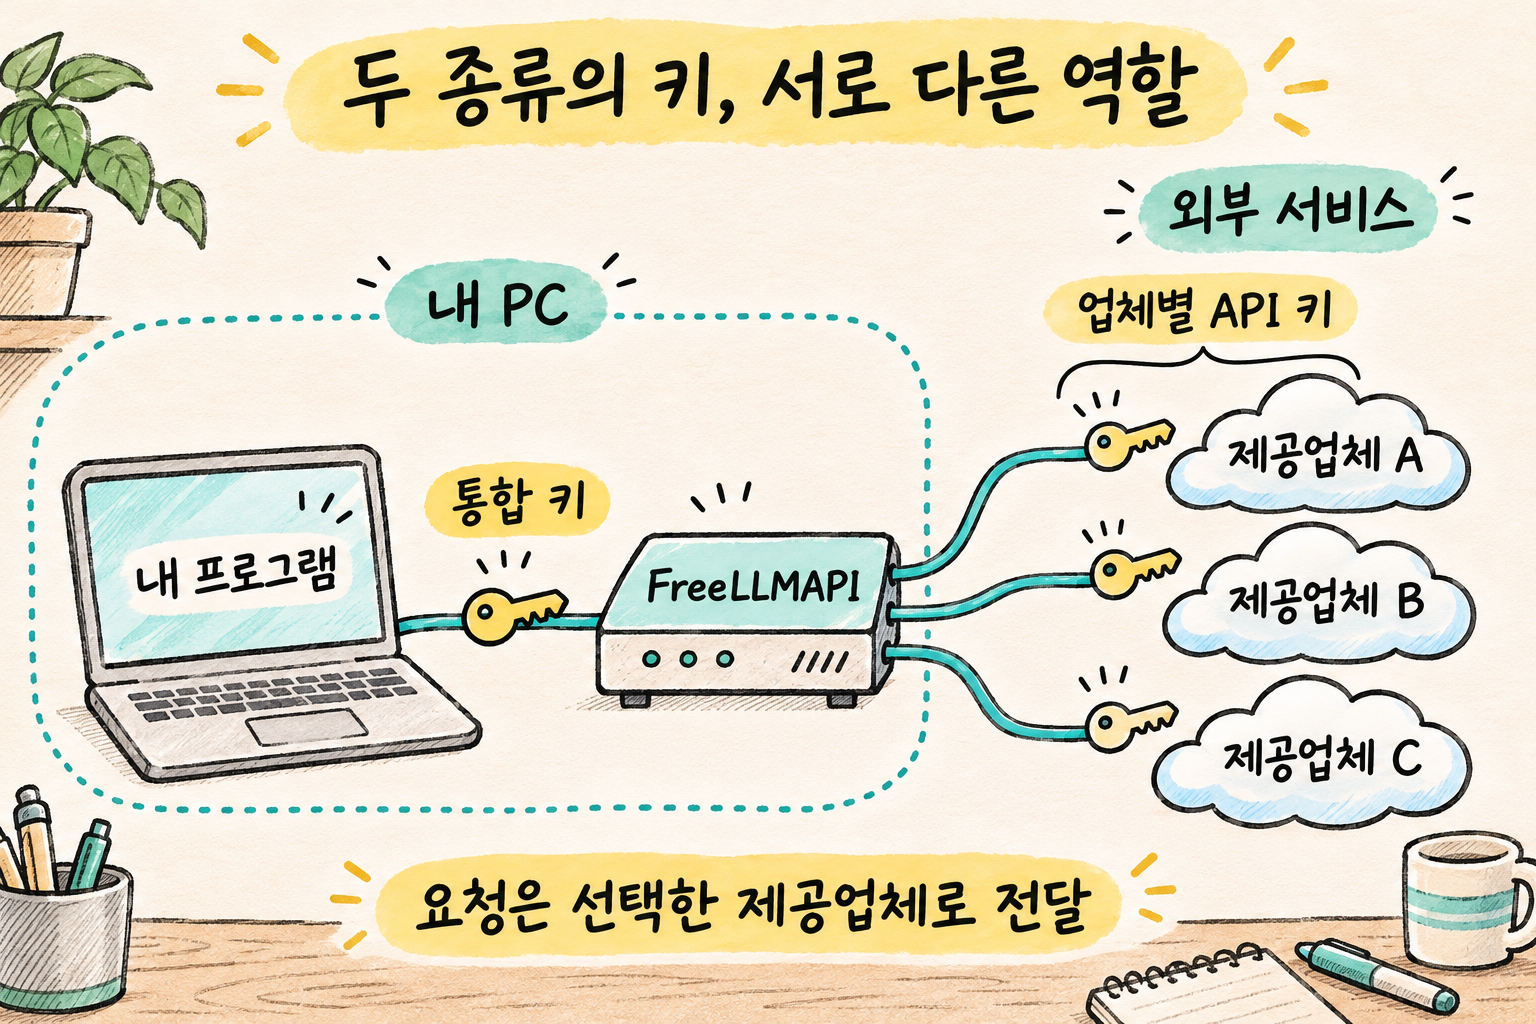 두 종류의 키, 서로 다른 역할
외부 서비스
내 PC
업체별 API 키
제공업체 A
통합 키
내 프로그램
FreeLLMAPI
제공업체 B
제공업체 C
요청은 선택한 제공업체로 전달